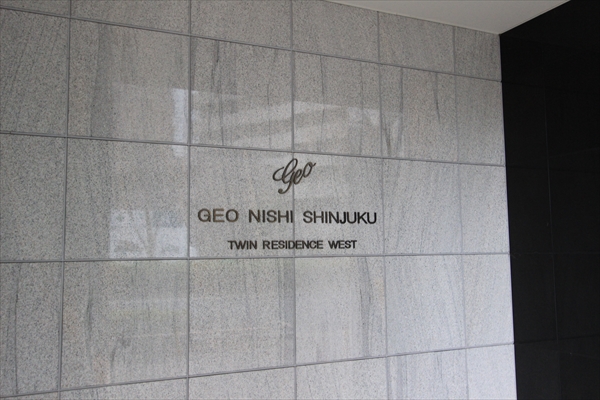 Geo
GEO NISHI SHINJUKU
TWIN RESIDENCE WEST